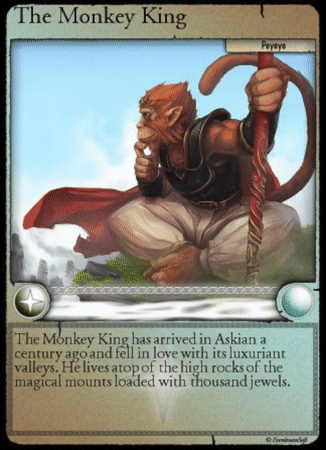 The Monkey King
Peyeyo
The Monkey King has arrived in Askian a
century ago and fell in love with its luxuriant
valleys. He lives atop of the high rocks of the
magical mounts loaded with thousand jewels.